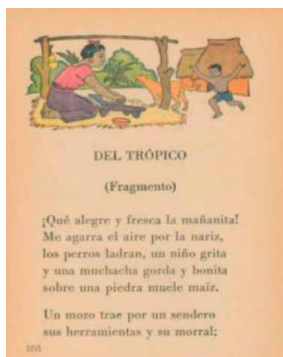 DEL TRÓPICO
(Fragmento)
¡Qué alegre y fresca la mañanita!
Me agarra el aire por la nariz,
los perros ladran, un niño grita
y una muchacha gorda y bonita
sobre una piedra muele maíz.
Un mozo trae por un sendero
sus herramientas y su morral;